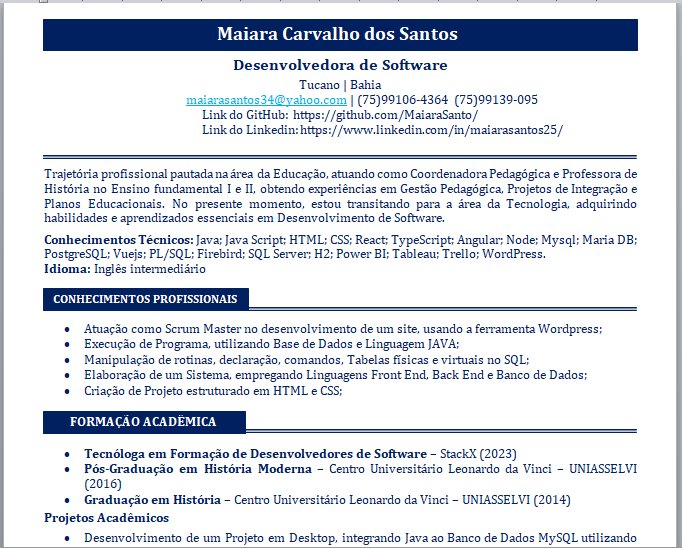 Maiara Carvalho dos Santos
Desenvolvedora de Software
Tucano | Bahia
maiarasantos34@yahoo.com | (75)99106-4364 (75)99139-095
Link do GitHub: https://github.com/MaiaraSanto/
Link do Linkedin: https://www.linkedin.com/in/maiarasantos25/
Trajetória profissional pautada na área da Educação, atuando como Coordenadora Pedagógica e Professora de
História no Ensino fundamental I e II, obtendo experiências em Gestão Pedagógica, Projetos de Integração e
Planos Educacionais. No presente momento, estou transitando para a área da Tecnologia, adquirindo
habilidades e aprendizados essenciais em Desenvolvimento de Software.
Conhecimentos Técnicos: Java; Java Script; HTML; CSS; React; TypeScript; Angular; Node; Mysql; Maria DB;
PostgreSQL; Vuejs; PL/SQL; Firebird; SQL Server; H2; Power BI; Tableau; Trello; WordPress.
Idioma: Inglês intermediário
CONHECIMENTOS PROFISSIONAIS
• Atuação como Scrum Master no desenvolvimento de um site, usando a ferramenta Wordpress;
• Execução de Programa, utilizando Base de Dados e Linguagem JAVA;
• Manipulação de rotinas, declaração, comandos, Tabelas físicas e virtuais no SQL;
• Elaboração de um Sistema, empregando Linguagens Front End, Back End e Banco de Dados;
• Criação de Projeto estruturado em HTML e CSS;
FORMAÇÃO ACADÊMICA
• Tecnóloga em Formação de Desenvolvedores de Software – StackX (2023)
• Pós-Graduação em História Moderna – Centro Universitário Leonardo da Vinci – UNIASSELVI
(2016)
• Graduação em História – Centro Universitário Leonardo da Vinci – UNIASSELVI (2014)
Projetos Acadêmicos
• Desenvolvimento de um Projeto em Desktop, integrando Java ao Banco de Dados MySQL utilizando